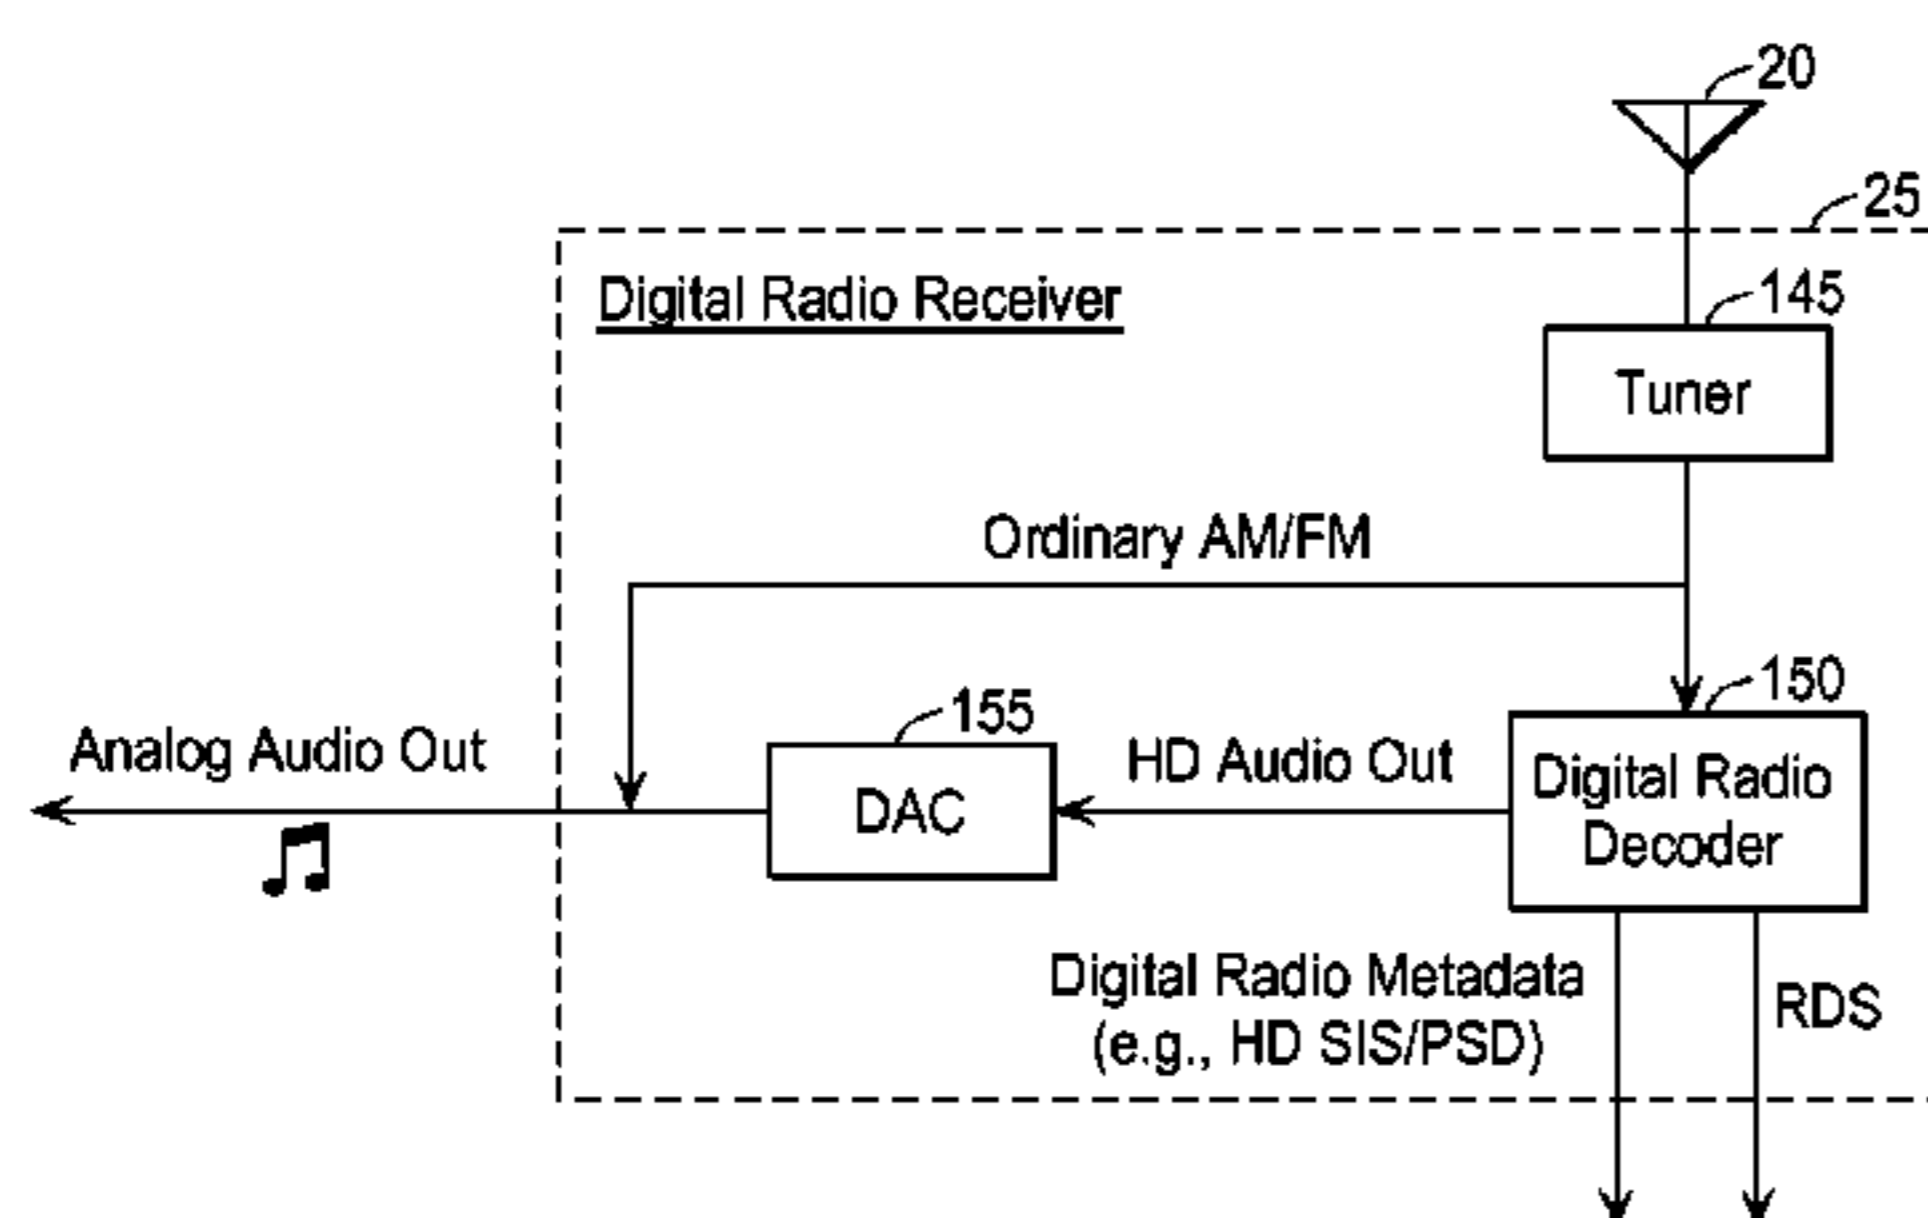 20
25
Digital Radio Receiver
145
Tuner
Ordinary AM/FM
150
155
Analog Audio Out
HD Audio Out
Digital Radio
Decoder
DAC
Digital Radio Metadata
(e.g., HD SIS/PSD)
RDS